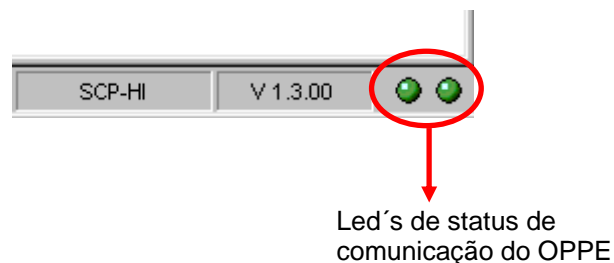 SCP-HI V 1.3.00
Led´s de status de
comunicação do OPPE